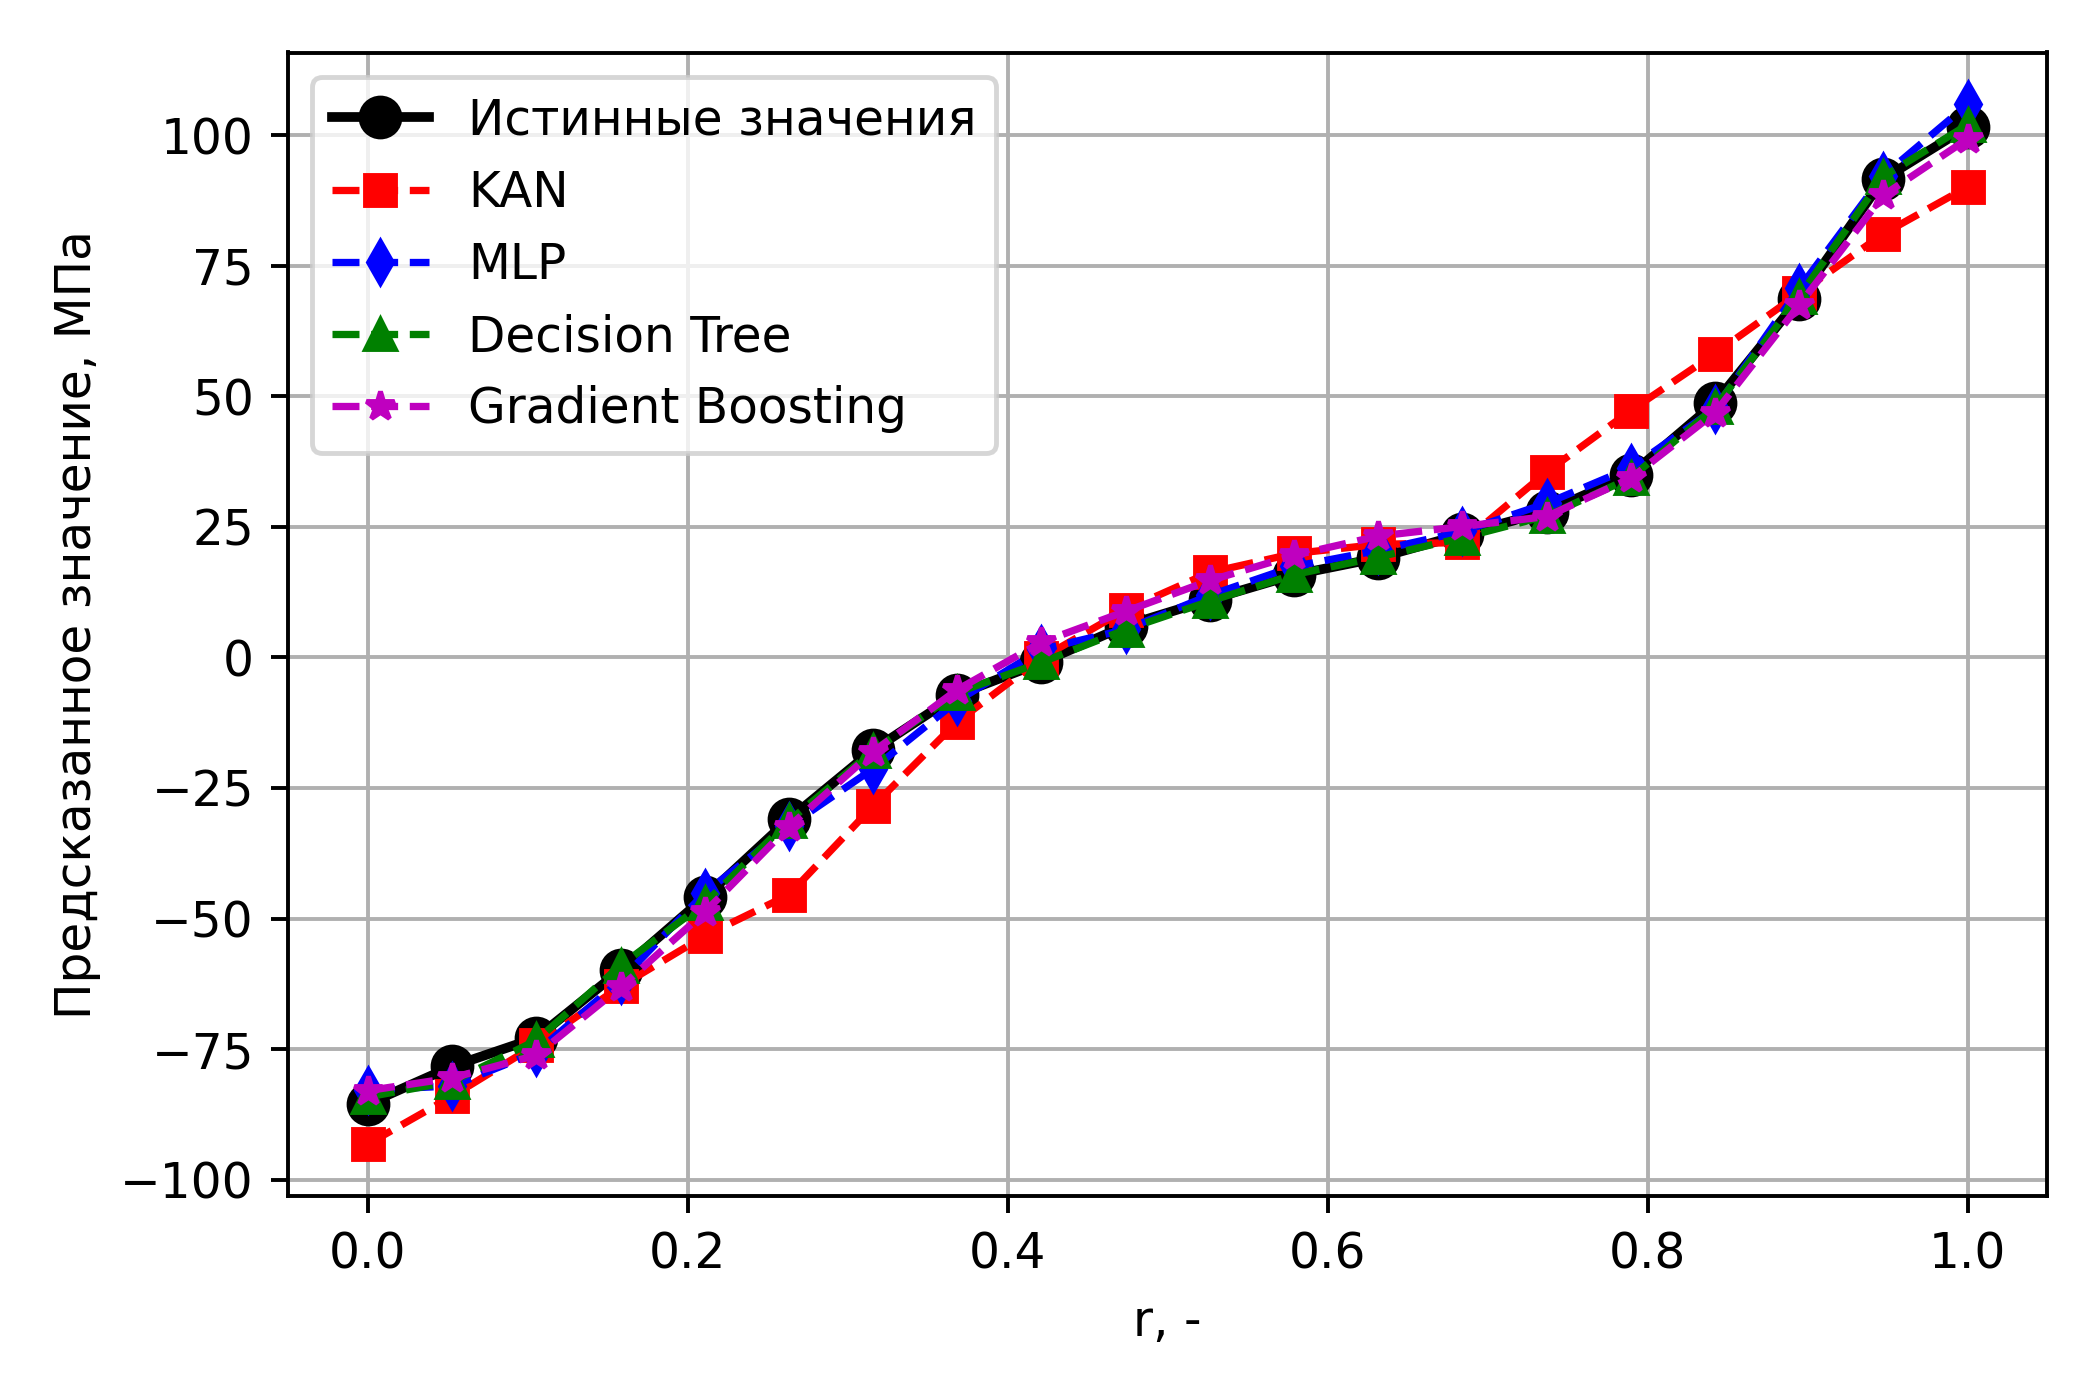 Истинные значения
KAN
MLP
Decision Tree
Gradient Boosting
Предсказанное значение, МПа
100
75
50
25
0
−25
−50
−75
−100
0.0 0.2 0.4 0.6 0.8 1.0
r, -